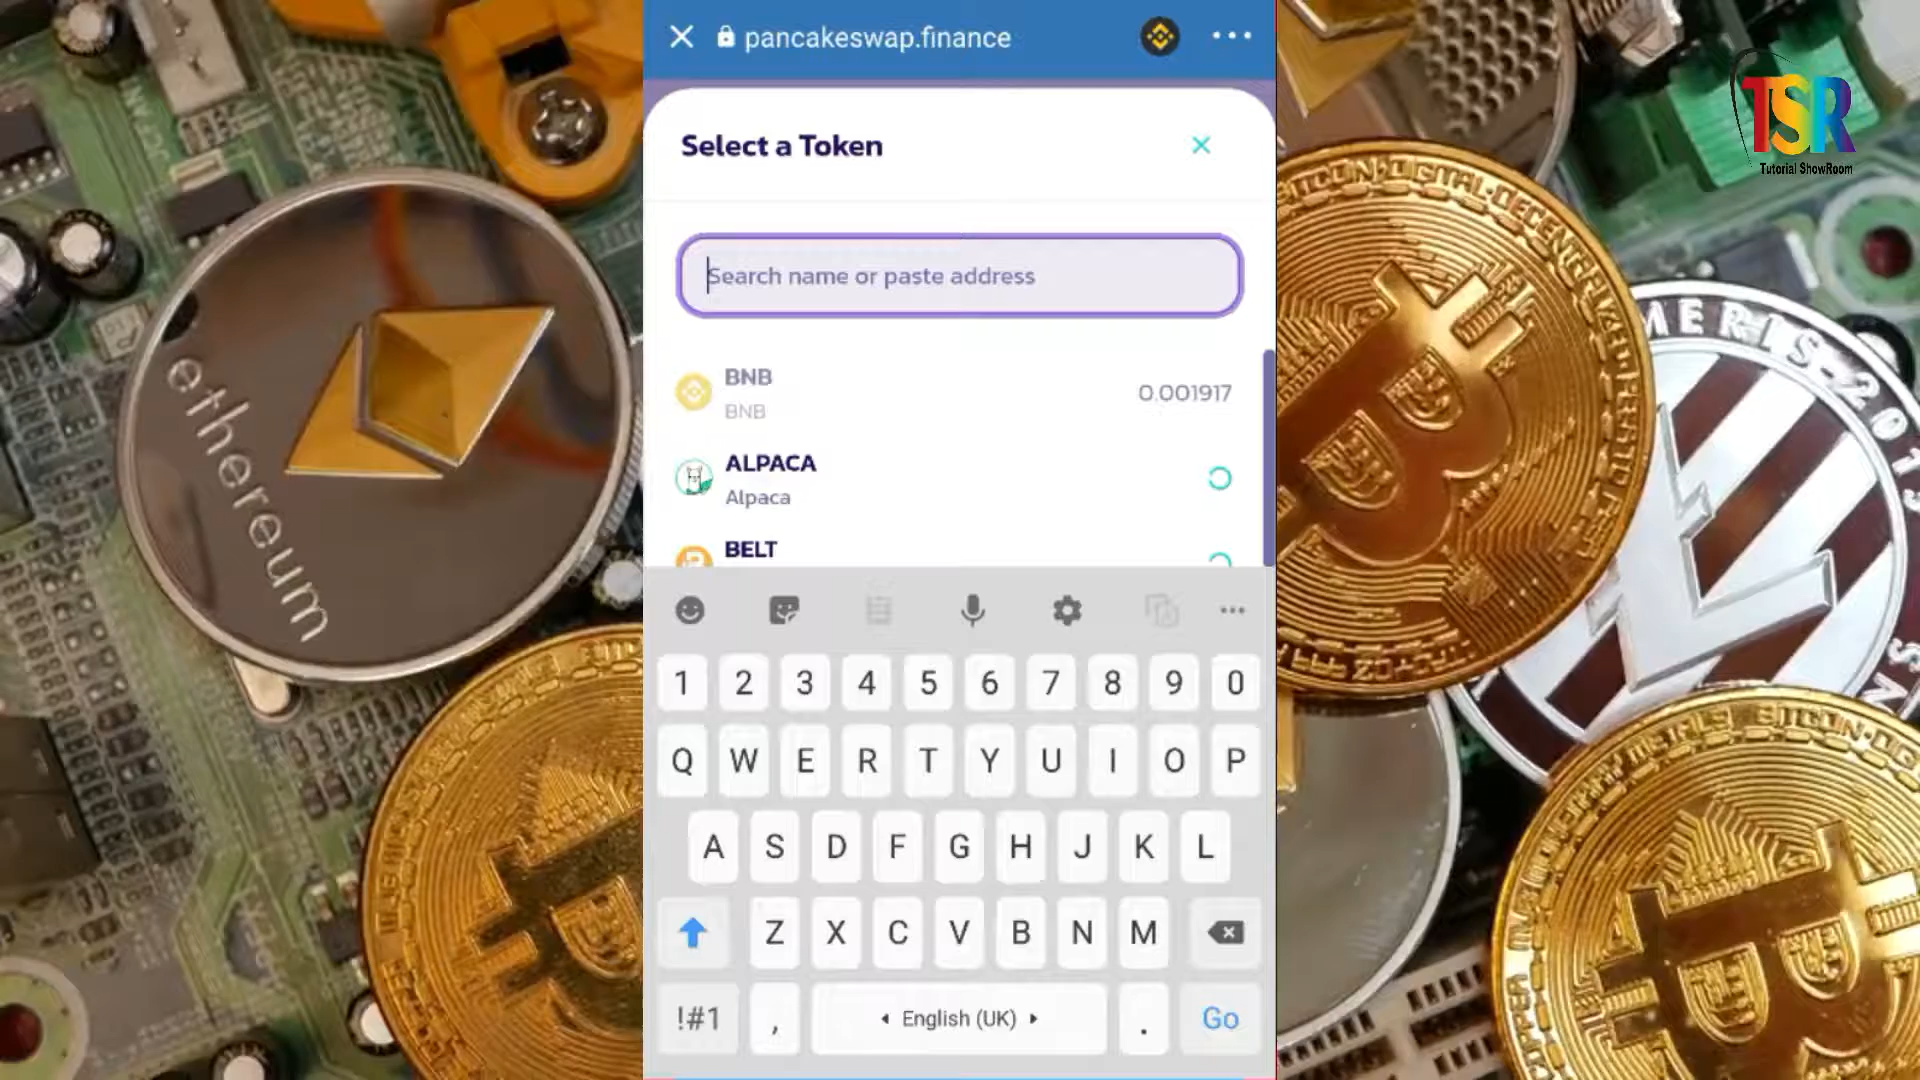 pancakeswap.finance
TSR
Tutorial ShowRoom
Select a Token
Search name or paste address
BNB
BNB
0.001917
ALPACA
Alpaca
BELT
1 2 3 4 5 6 7 8 9 0
Q W E R T Y U I O P
A S D F G H J K L
Z X C V B N M
!#1 , English (UK) . Go
ethereum